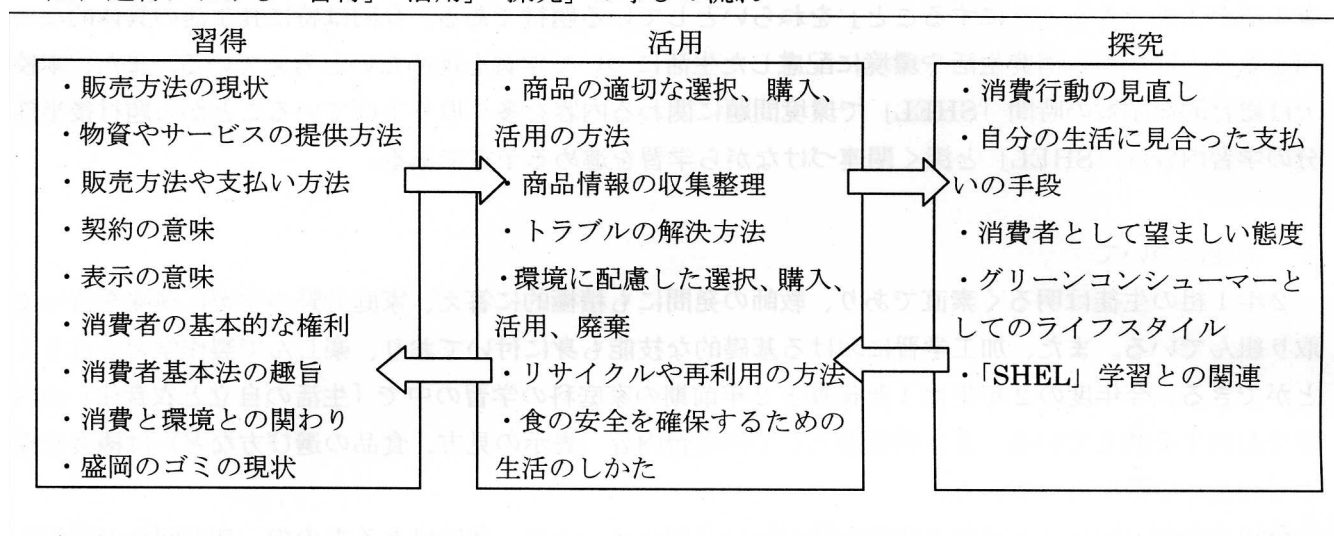 習得
・販売方法の現状
・物資やサービスの提供方法
・販売方法や支払い方法
・契約の意味
・表示の意味
・消費者の基本的な権利
・消費者基本法の趣旨
・消費と環境との関わり
・盛岡のゴミの現状
活用
・商品の適切な選択、購入、
活用の方法
・商品情報の収集整理
・トラブルの解決方法
・環境に配慮した選択、購入、
活用、廃棄
・リサイクルや再利用の方法
・食の安全を確保するための
生活のしかた
探究
・消費行動の見直し
・自分の生活に見合った支払
いの手段
・消費者として望ましい態度
・グリーンコンシューマーと
してのライフスタイル
・「SHEL」学習との関連